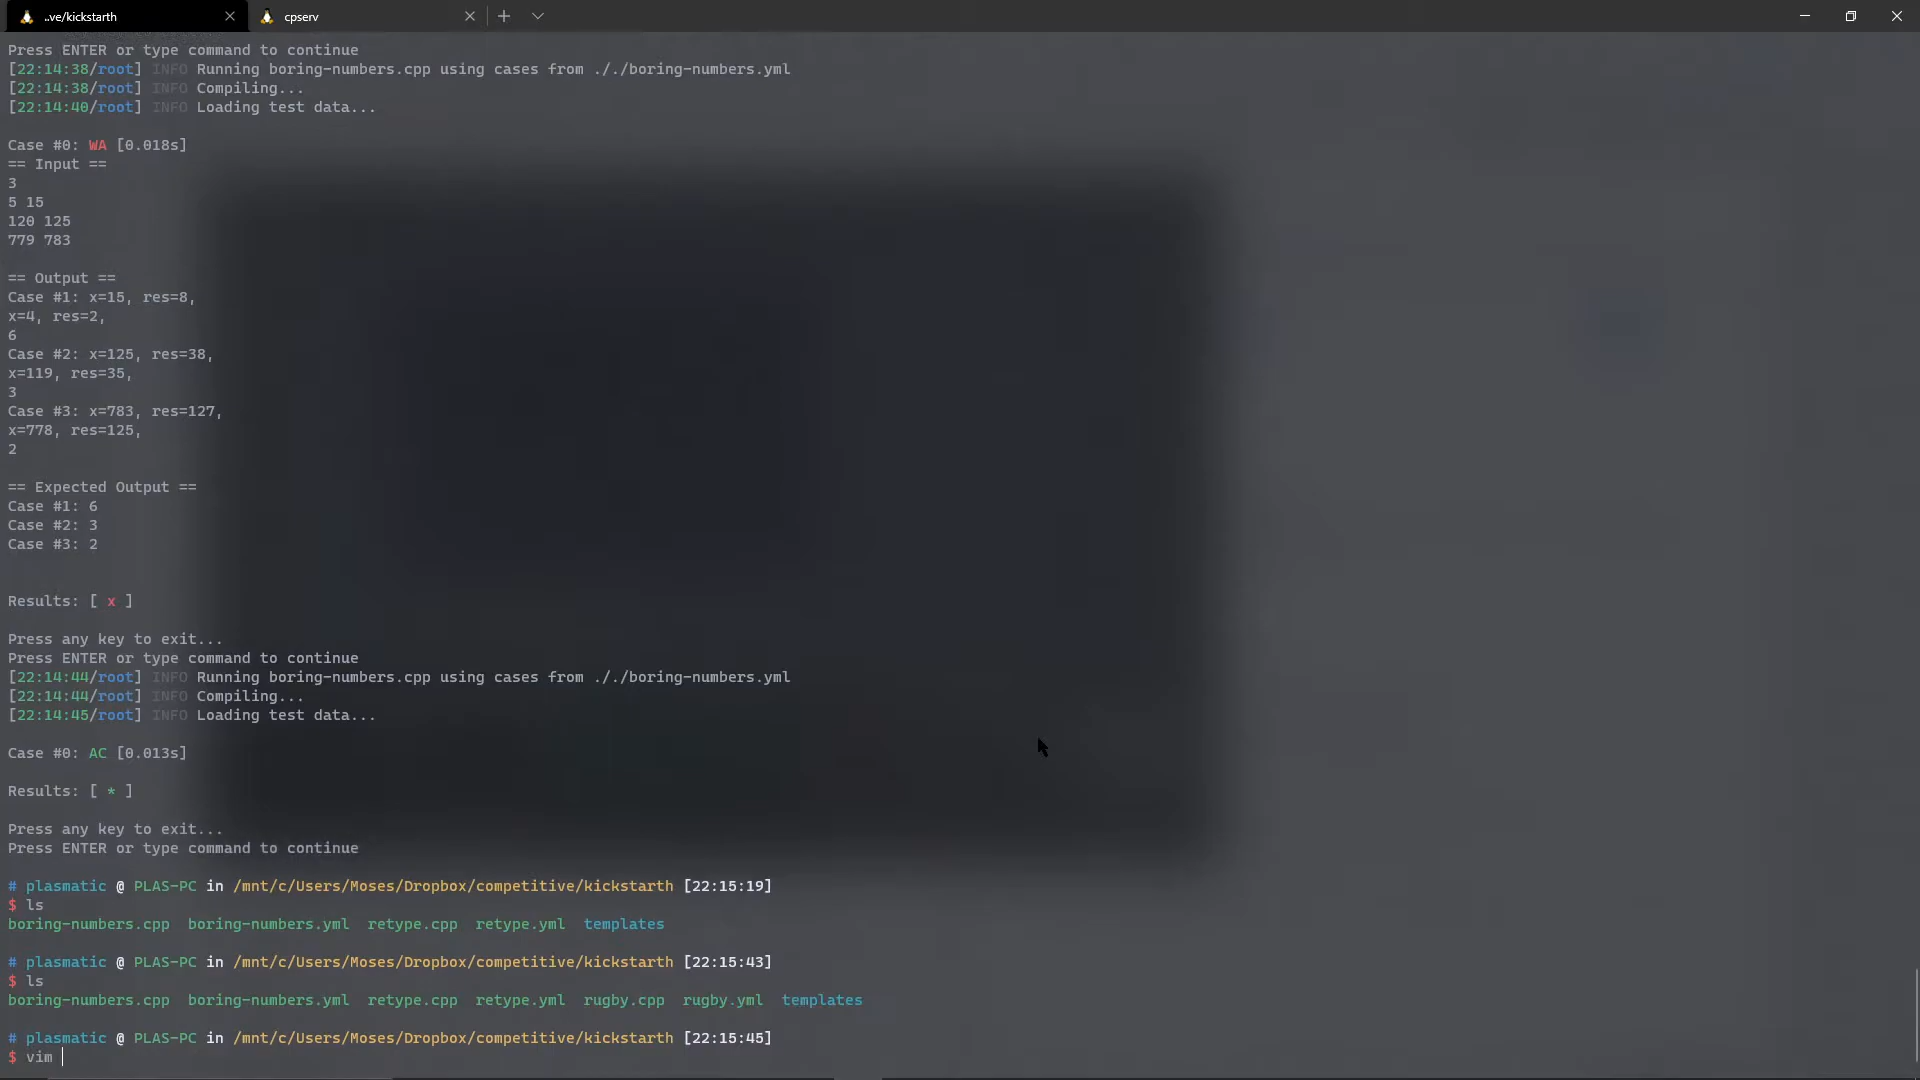 ..ve/kickstarth
cpserv
Press ENTER or type command to continue
[22:14:38/root] INFO Running boring-numbers.cpp using cases from ././boring-numbers.yml
[22:14:38/root] INFO Compiling...
[22:14:40/root] INFO Loading test data...
Case #0: WA [0.018s]
== Input ==
3
5 15
120 125
779 783
== Output ==
Case #1: x=15, res=8,
x=4, res=2,
6
Case #2: x=125, res=38,
x=119, res=35,
3
Case #3: x=783, res=127,
x=778, res=125,
2
== Expected Output ==
Case #1: 6
Case #2: 3
Case #3: 2
Results: [ x ]
Press any key to exit...
Press ENTER or type command to continue
[22:14:44/root] INFO Running boring-numbers.cpp using cases from ././boring-numbers.yml
[22:14:44/root] INFO Compiling...
[22:14:45/root] INFO Loading test data...
Case #0: AC [0.013s]
Results: [ * ]
Press any key to exit...
Press ENTER or type command to continue
# plasmatic @ PLAS-PC in /mnt/c/Users/Moses/Dropbox/competitive/kickstarth [22:15:19]
$ ls
boring-numbers.cpp boring-numbers.yml retype.cpp retype.yml templates
# plasmatic @ PLAS-PC in /mnt/c/Users/Moses/Dropbox/competitive/kickstarth [22:15:43]
$ ls
boring-numbers.cpp boring-numbers.yml retype.cpp retype.yml rugby.cpp rugby.yml templates
# plasmatic @ PLAS-PC in /mnt/c/Users/Moses/Dropbox/competitive/kickstarth [22:15:45]
$ vim